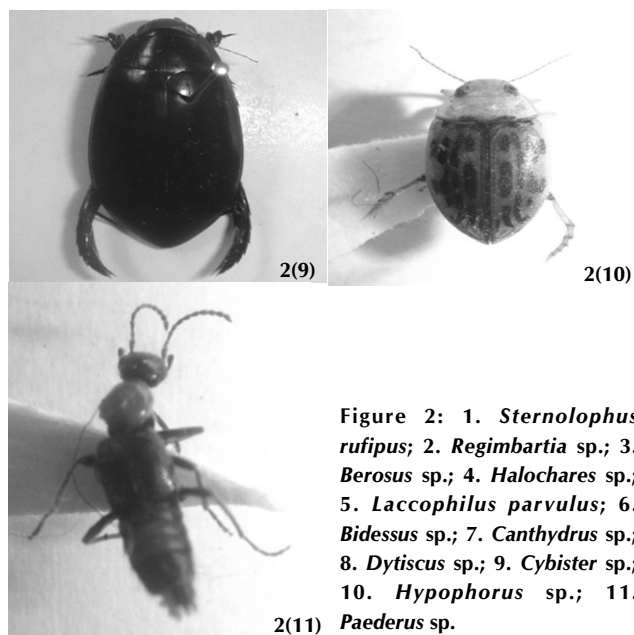 2(9)
2(10)
2(11)
Figure 2: 1. Sternolophus
rufipus; 2. Regimbartia sp.; 3.
Berosus sp.; 4. Halochares sp.;
5. Laccophilus parvulus; 6.
Bidessus sp.; 7. Canthydrus sp.;
8. Dytiscus sp.; 9. Cybister sp.;
10. Hypophorus sp.; 11.
Paederus sp.